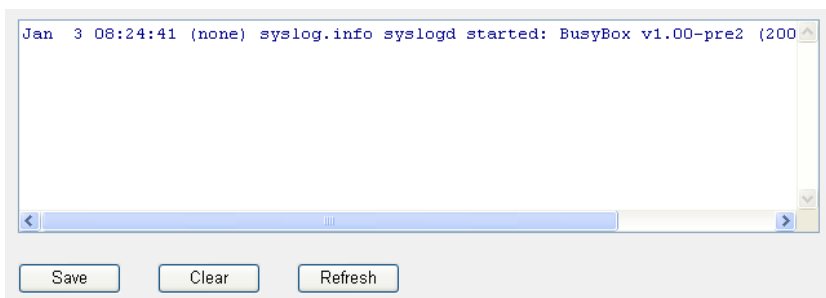 Jan  3 08:24:41 (none) syslog.info syslogd started: BusyBox v1.00-pre2 (200
Save Clear Refresh